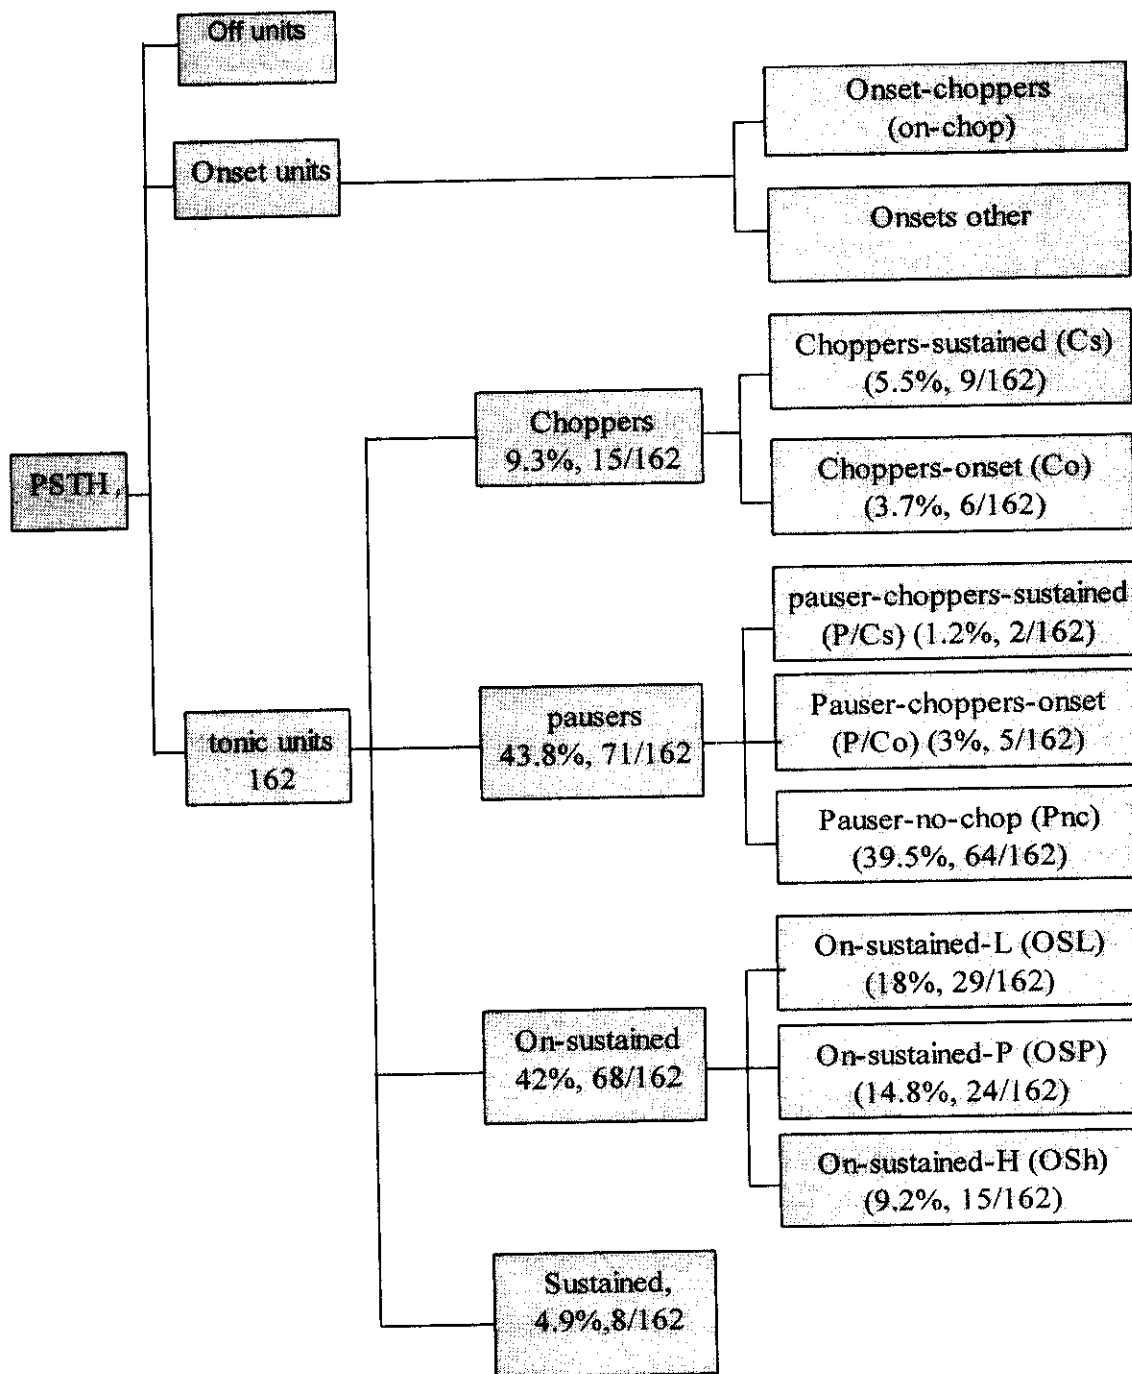 Off units
Onset units
Onset-choppers
(on-chop)
Onsets other
Choppers-sustained (Cs)
(5.5%, 9/162)
Choppers
9.3%, 15/162
Choppers-onset (Co)
(3.7%, 6/162)
PSTH
pauser-choppers-sustained
(P/Cs) (1.2%, 2/162)
Pauser-choppers-onset
(P/Co) (3%, 5/162)
pausers
43.8%, 71/162
tonic units
162
Pauser-no-chop (Pnc)
(39.5%, 64/162)
On-sustained-L (OSL)
(18%, 29/162)
On-sustained
42%, 68/162
On-sustained-P (OSP)
(14.8%, 24/162)
On-sustained-H (OSh)
(9.2%, 15/162)
Sustained,
4.9%,8/162